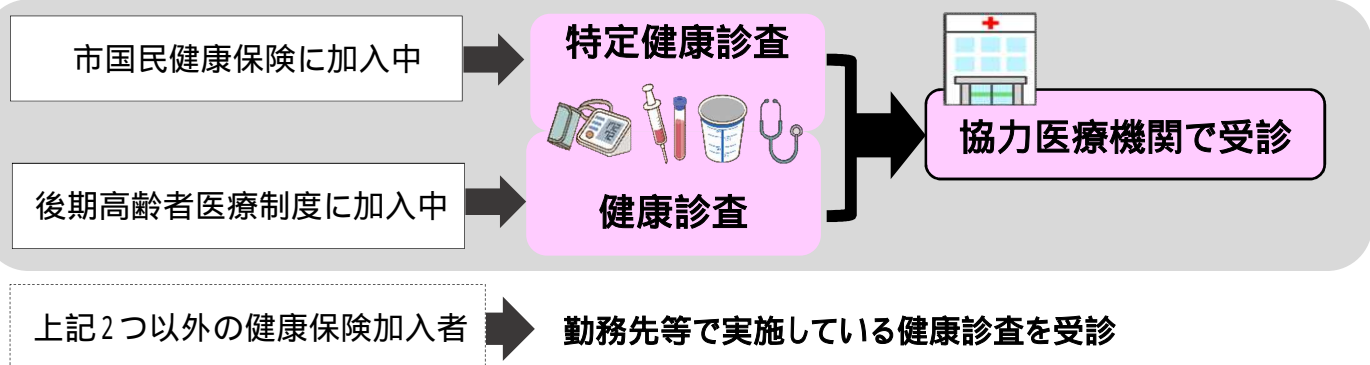 市国民健康保険に加入中
特定健康診査
協力医療機関で受診
後期高齢者医療制度に加入中
健康診査
上記2つ以外の健康保険加入者
勤務先等で実施している健康診査を受診